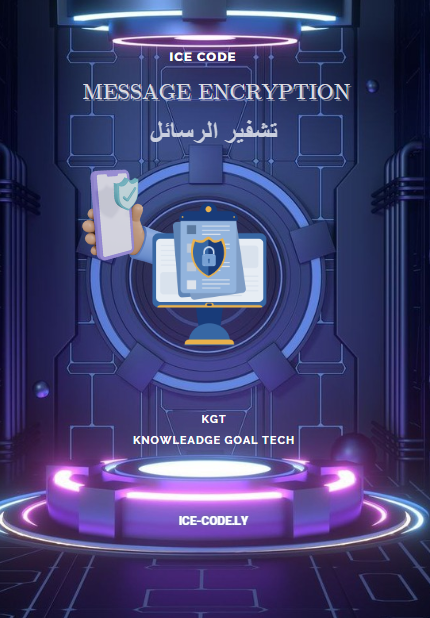 ICE CODE
MESSAGE ENCRYPTION
تشفير الرسائل
KGT
KNOWLEADGE GOAL TECH
ICE-CODE.LY